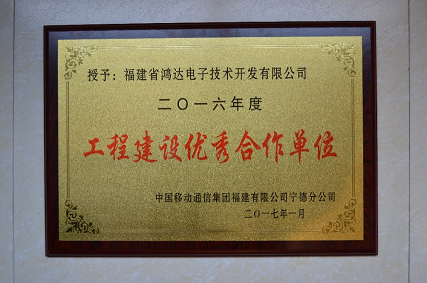 授予：福建省鸿达电子技术开发有限公司
二〇一六年度
工程建设优秀合作单位
中国移动通信集团福建有限公司宁德分公司
二〇一七年一月